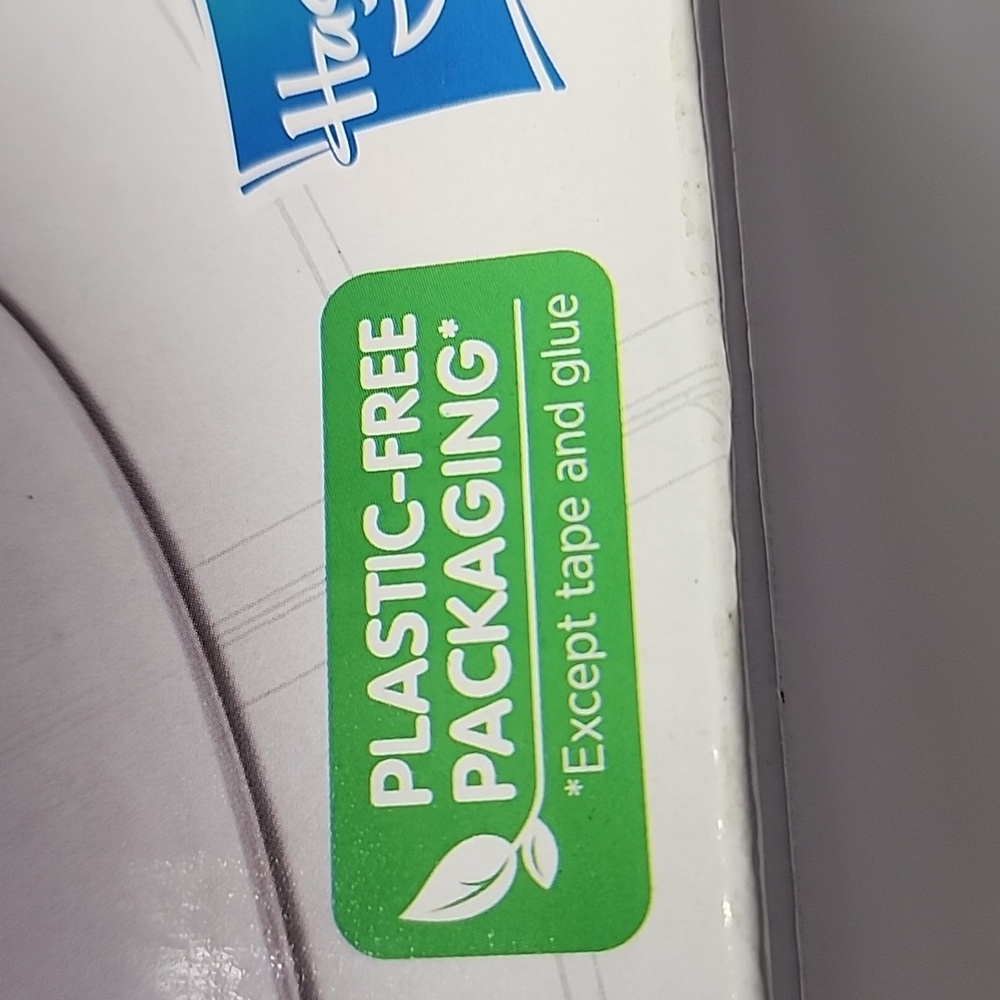 PLASTIC-FREE
PACKAGING*
*Except tape and glue